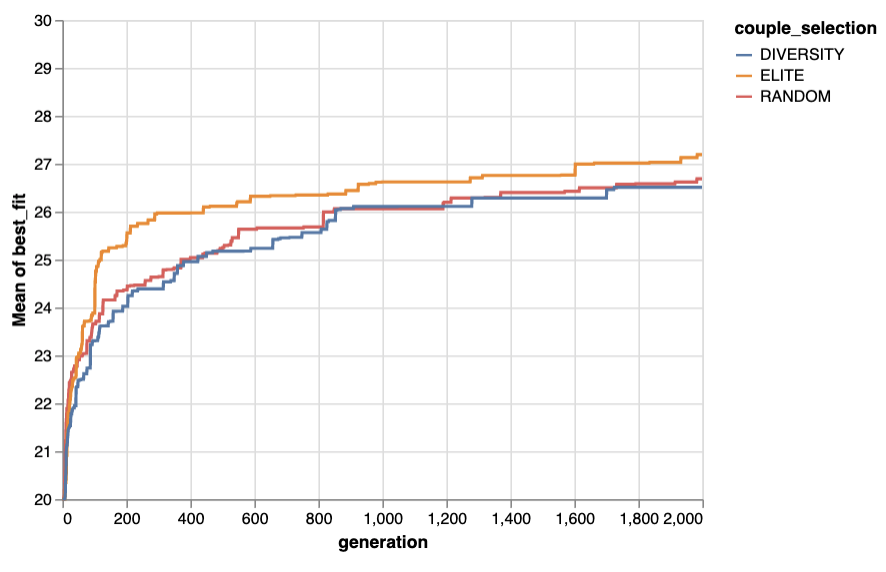 couple_selection
DIVERSITY
ELITE
RANDOM
Mean of best_fit
30
29
28
27
26
25
24
23
22
21
20
0 200 400 600 800 1,000 1,200 1,400 1,600 1,800 2,000
generation